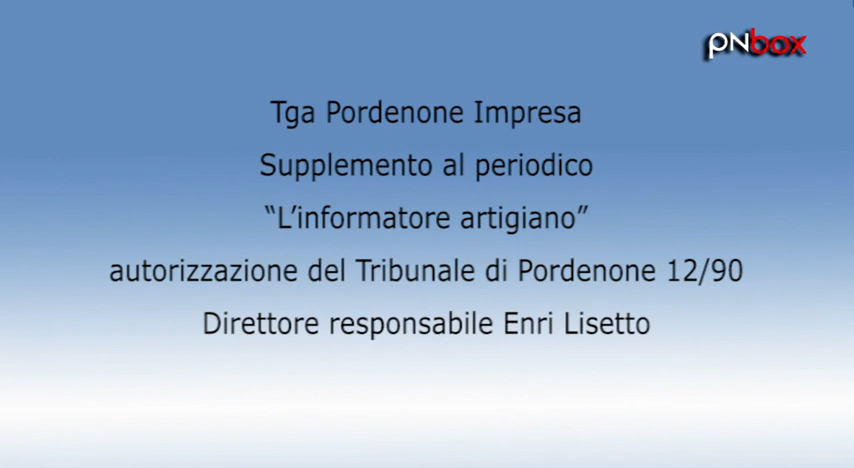 pnbox
Tga Pordenone Impresa
Supplemento al periodico
“L’informatore artigiano”
autorizzazione del Tribunale di Pordenone 12/90
Direttore responsabile Enri Lisetto